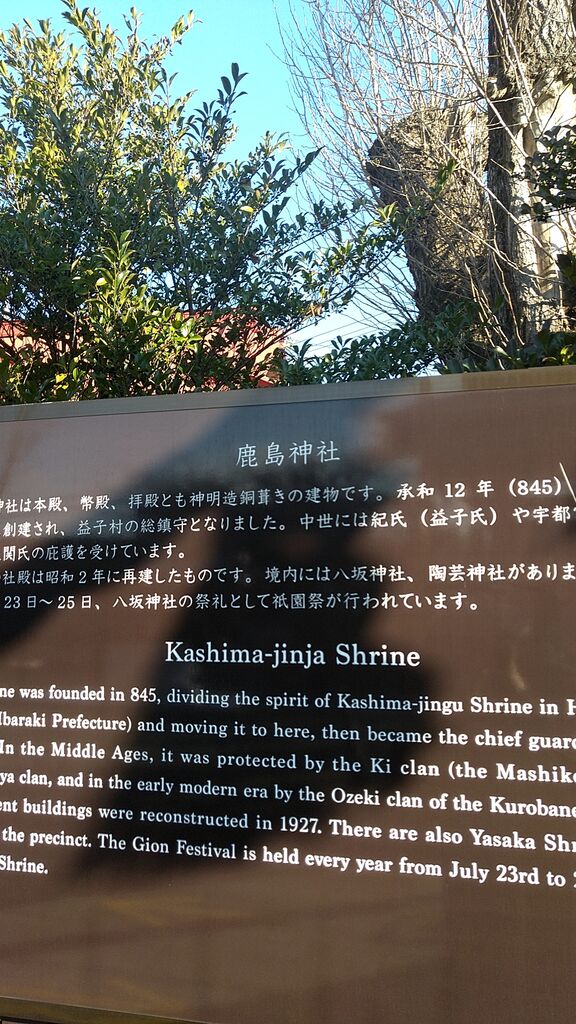 鹿島神社
神社は本殿、幣殿、拝殿とも神明造銅葺きの建物です。承和 12 年（845）
創建され、益子村の総鎮守となりました。中世には紀氏（益子氏）や宇都
関氏の庇護を受けています。
社殿は昭和 2 年に再建したものです。境内には八坂神社、陶芸神社がありま
23 日～ 25 日、八坂神社の祭礼として祇園祭が行われています。
Kashima-jinja Shrine
ne was founded in 845, dividing the spirit of Kashima-jingu Shrine in H
Ibaraki Prefecture) and moving it to here, then became the chief guar
In the Middle Ages, it was protected by the Ki clan (the Mashik
ya clan, and in the early modern era by the Ozeki clan of the Kurobane
ent buildings were reconstructed in 1927. There are also Yasaka Shr
the precinct. The Gion Festival is held every year from July 23rd to 2
Shrine.